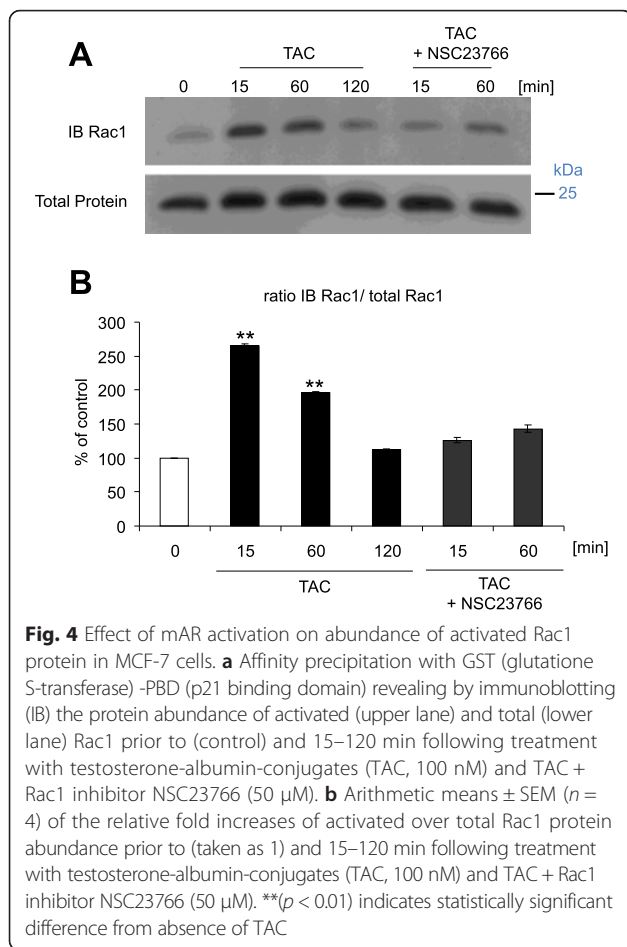 A
TAC
TAC
+ NSC23766
0 15 60 120 15 60 [min]
IB Rac1
kDa
25
Total Protein
B
ratio IB Rac1/ total Rac1
% of control
300
250
200
150
100
50
0
**
**
0 15 60 120 15 60 [min]
TAC
TAC
+ NSC23766
Fig. 4 Effect of mAR activation on abundance of activated Rac1
protein in MCF-7 cells. a Affinity precipitation with GST (glutatione
S-transferase) -PBD (p21 binding domain) revealing by immunoblotting
(IB) the protein abundance of activated (upper lane) and total (lower
lane) Rac1 prior to (control) and 15–120 min following treatment
with testosterone-albumin-conjugates (TAC, 100 nM) and TAC +
Rac1 inhibitor NSC23766 (50 μM). b Arithmetic means ± SEM (n =
4) of the relative fold increases of activated over total Rac1 protein
abundance prior to (taken as 1) and 15–120 min following treatment
with testosterone-albumin-conjugates (TAC, 100 nM) and TAC + Rac1
inhibitor NSC23766 (50 μM). **(p < 0.01) indicates statistically significant
difference from absence of TAC